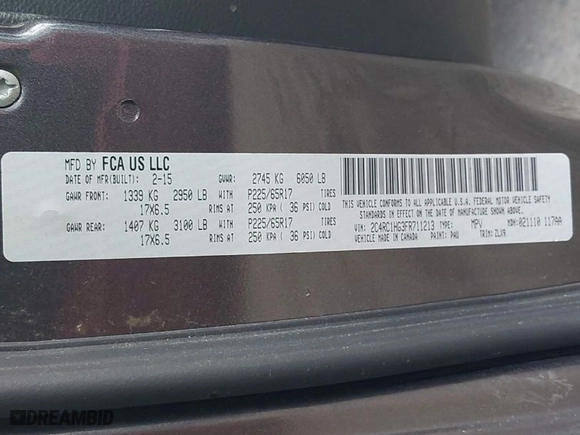 MFD BY FCA US LLC
DATE OF MFR(BUILT): 2-15 GVWR: 2745 KG 6050 LB
GAWR FRONT: 1339 KG 2950 LB WITH P225/65R17 TIRES
17X6.5 RIMS AT 250 KPA ( 36 PSI) COLD
GAWR REAR: 1407 KG 3100 LB WITH P225/65R17 TIRES
17X6.5 RIMS AT 250 KPA ( 36 PSI) COLD
THIS VEHICLE CONFORMS TO ALL APPLICABLE U.S.A. FEDERAL MOTOR VEHICLE SAFETY
STANDARDS IN EFFECT ON THE DATE OF MANUFACTURE SHOWN ABOVE.
VIN: 2C4RC1HG3FR711213 TYPE: MPV MDH: 021110 117AA
VEHICLE MADE IN CANADA PAINT: PAU TRIM: ZLX9
DREAMBID